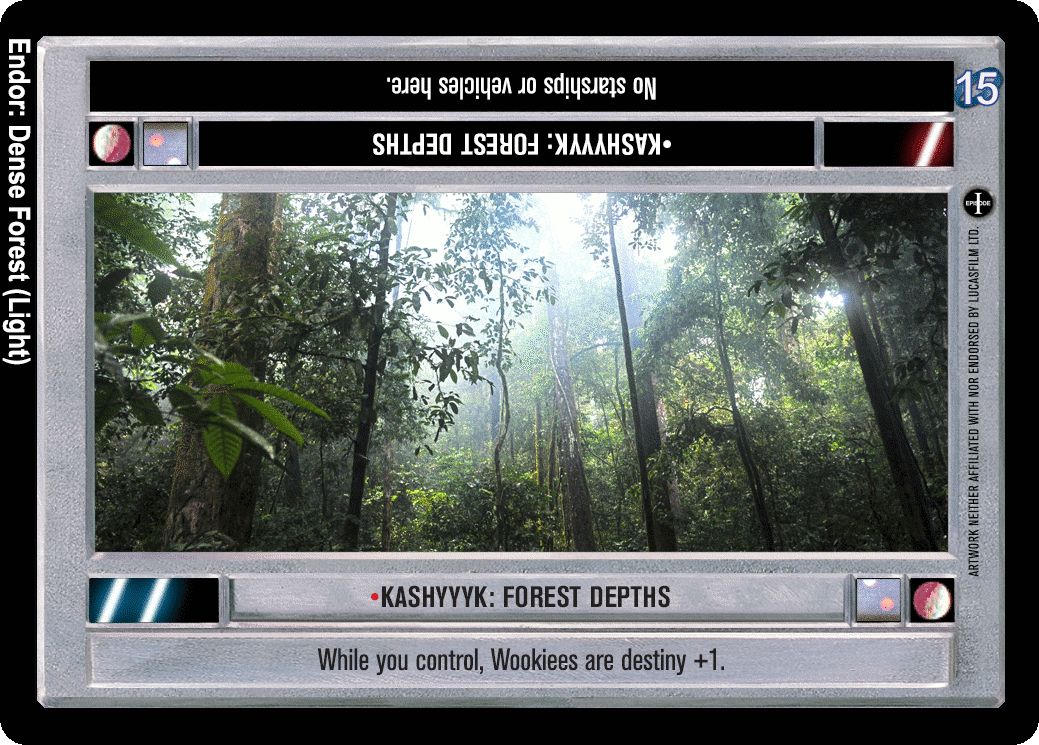 Endor: Dense Forest (Light)
No starships or vehicles here.
15
•KASHYYYK: FOREST DEPTHS
EPISODE
I
ARTWORK NEITHER AFFILIATED WITH NOR ENDORSED BY LUCASFILM LTD.
•KASHYYYK: FOREST DEPTHS
While you control, Wookiees are destiny +1.